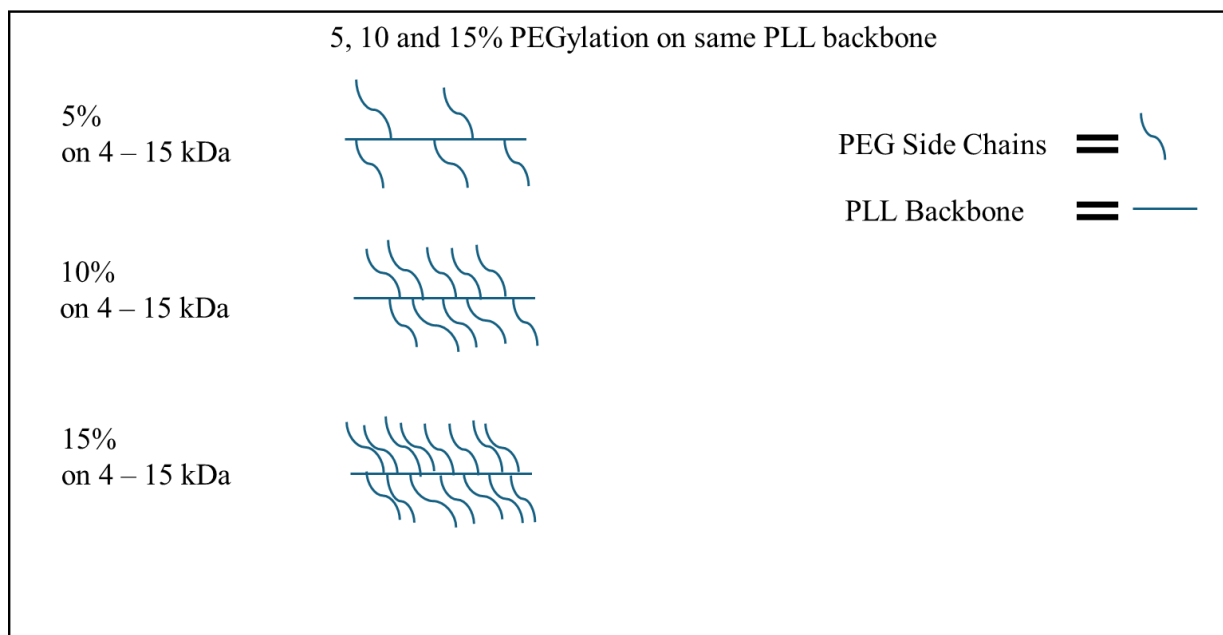 5, 10 and 15% PEGylation on same PLL backbone
5%
on 4 – 15 kDa
PEG Side Chains =
PLL Backbone =
10%
on 4 – 15 kDa
15%
on 4 – 15 kDa